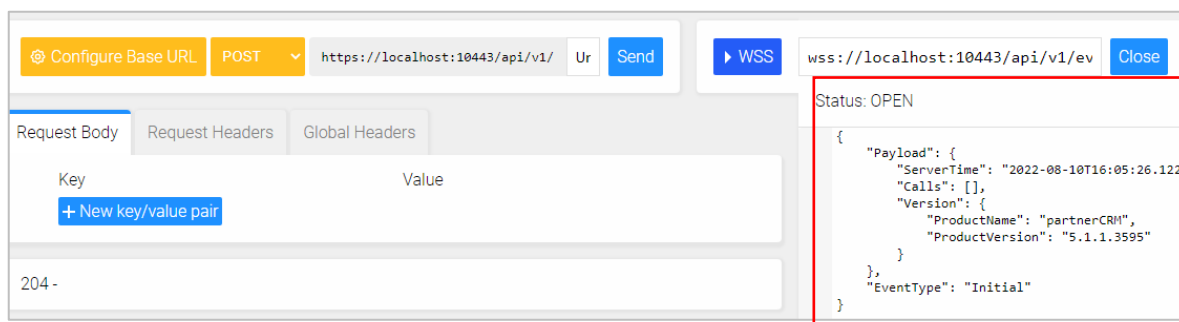 Configure Base URL POST https://localhost:10443/api/v1/ Ur Send
WSS wss://localhost:10443/api/v1/ev Close
Request Body Request Headers Global Headers
Key Value
+ New key/value pair
204 -
Status: OPEN
{
"Payload": {
"ServerTime": "2022-08-10T16:05:26.122
"Calls": [],
"Version": {
"ProductName": "partnerCRM",
"ProductVersion": "5.1.1.3595"
}
},
"EventType": "Initial"
}